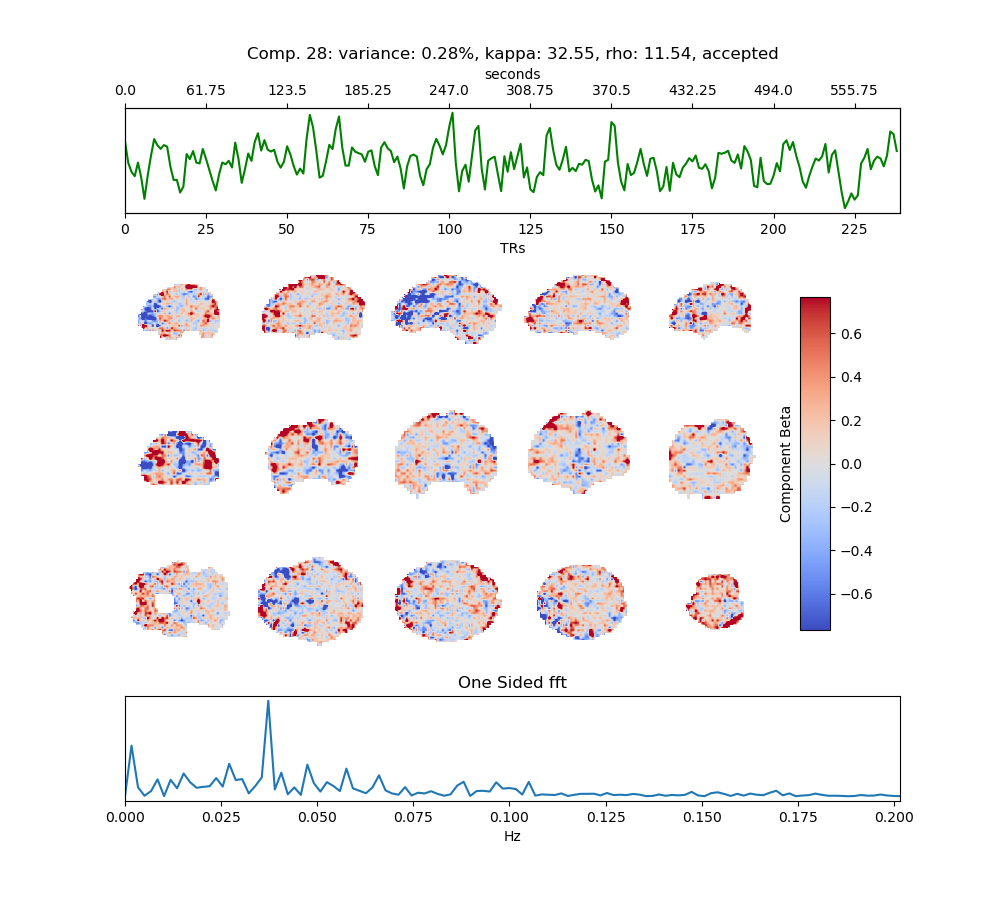 Comp. 28: variance: 0.28%, kappa: 32.55, rho: 11.54, accepted
seconds
0.0 61.75 123.5 185.25 247.0 308.75 370.5 432.25 494.0 555.75
0 25 50 75 100 125 150 175 200 225
TRs
0.6
0.4
0.2
0.0
−0.2
−0.4
−0.6
Component Beta
One Sided fft
0.000 0.025 0.050 0.075 0.100 0.125 0.150 0.175 0.200
Hz